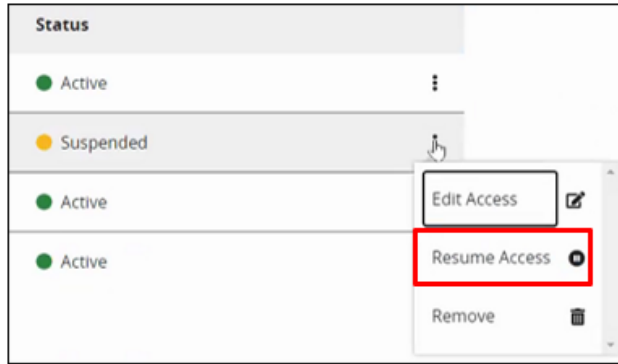 Status
Active
Suspended
Active
Edit Access
Active
Resume Access
Remove